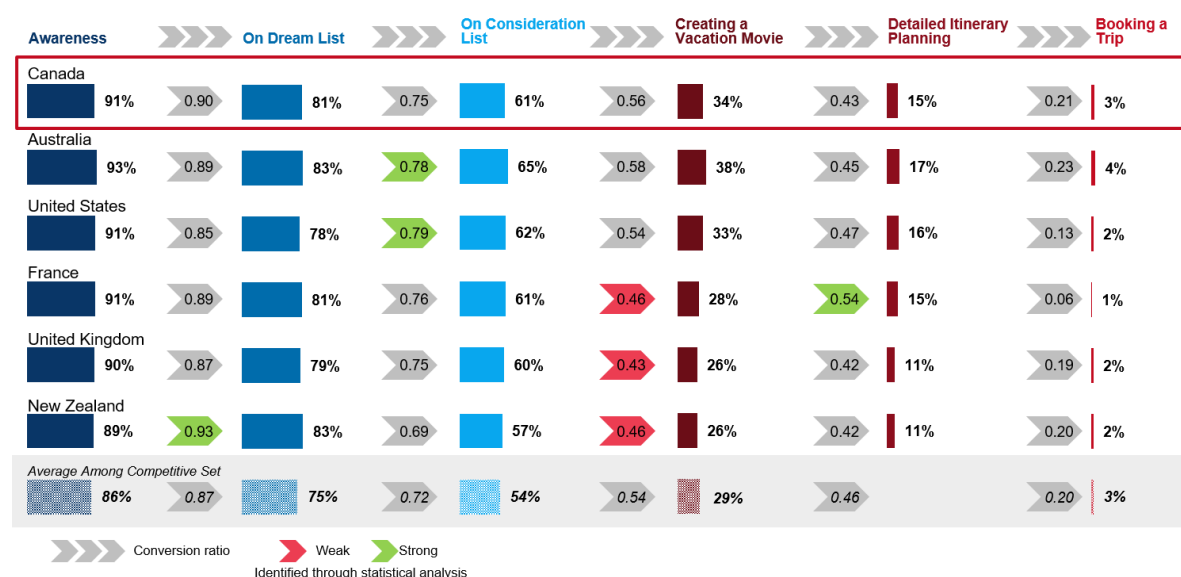 Awareness On Dream List On Consideration List Creating a Vacation Movie Detailed Itinerary Planning Booking a Trip
Canada
91% 0.90 81% 0.75 61% 0.56 34% 0.43 15% 0.21 3%
Australia
93% 0.89 83% 0.78 65% 0.58 38% 0.45 17% 0.23 4%
United States
91% 0.85 78% 0.79 62% 0.54 33% 0.47 16% 0.13 2%
France
91% 0.89 81% 0.76 61% 0.46 28% 0.54 15% 0.06 1%
United Kingdom
90% 0.87 79% 0.75 60% 0.43 26% 0.42 11% 0.19 2%
New Zealand
89% 0.93 83% 0.69 57% 0.46 26% 0.42 11% 0.20 2%
Average Among Competitive Set
86% 0.87 75% 0.72 54% 0.54 29% 0.46 0.20 3%
Conversion ratio Weak Strong
Identified through statistical analysis